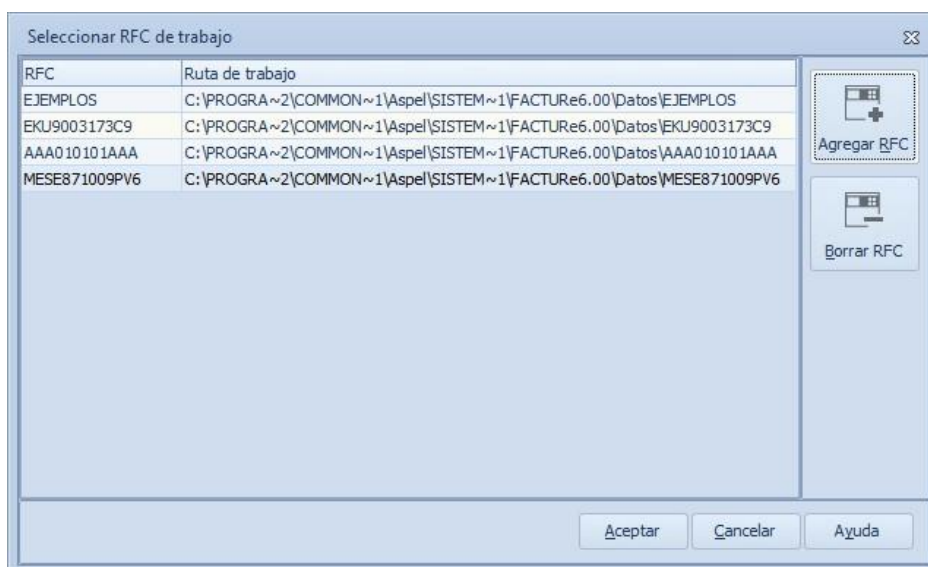 Seleccionar RFC de trabajo
RFC Ruta de trabajo
EJEMPLOS C:\PROGRA~2\COMMON~1\Aspel\SISTEM~1\FACTURe6.00\Datos\EJEMPLOS
EKU9003173C9 C:\PROGRA~2\COMMON~1\Aspel\SISTEM~1\FACTURe6.00\Datos\EKU9003173C9
AAA010101AAA C:\PROGRA~2\COMMON~1\Aspel\SISTEM~1\FACTURe6.00\Datos\AAA010101AAA
MESE871009PV6 C:\PROGRA~2\COMMON~1\Aspel\SISTEM~1\FACTURe6.00\Datos\MESE871009PV6
Agregar RFC
Borrar RFC
Aceptar Cancelar Ayuda